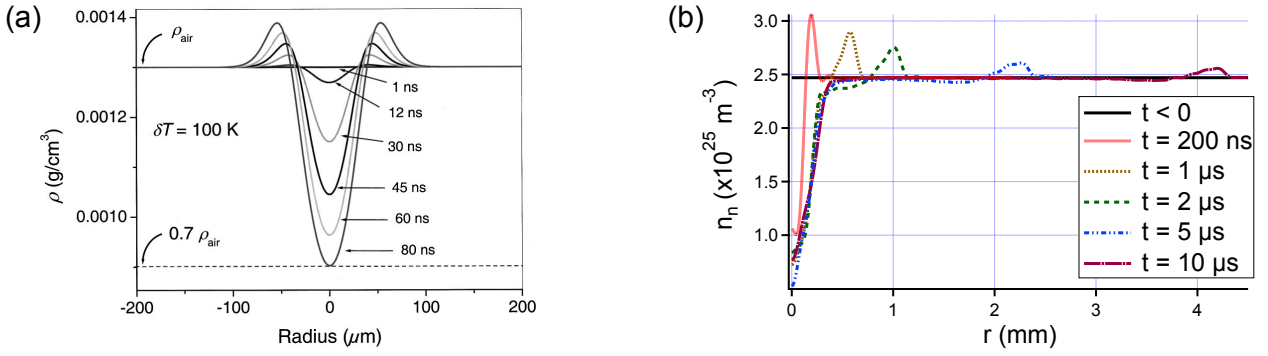 (a)
0.0014
0.0012
0.0010
ρ (g/cm³)
ρair
δT = 100 K
0.7 ρair
1 ns
12 ns
30 ns
45 ns
60 ns
80 ns
-200
-100
0
100
200
Radius (μm)
(b)
3.0
2.5
2.0
1.5
1.0
nn (x10²⁵ m⁻³)
t < 0
t = 200 ns
t = 1 µs
t = 2 µs
t = 5 µs
t = 10 µs
0
1
2
3
4
r (mm)